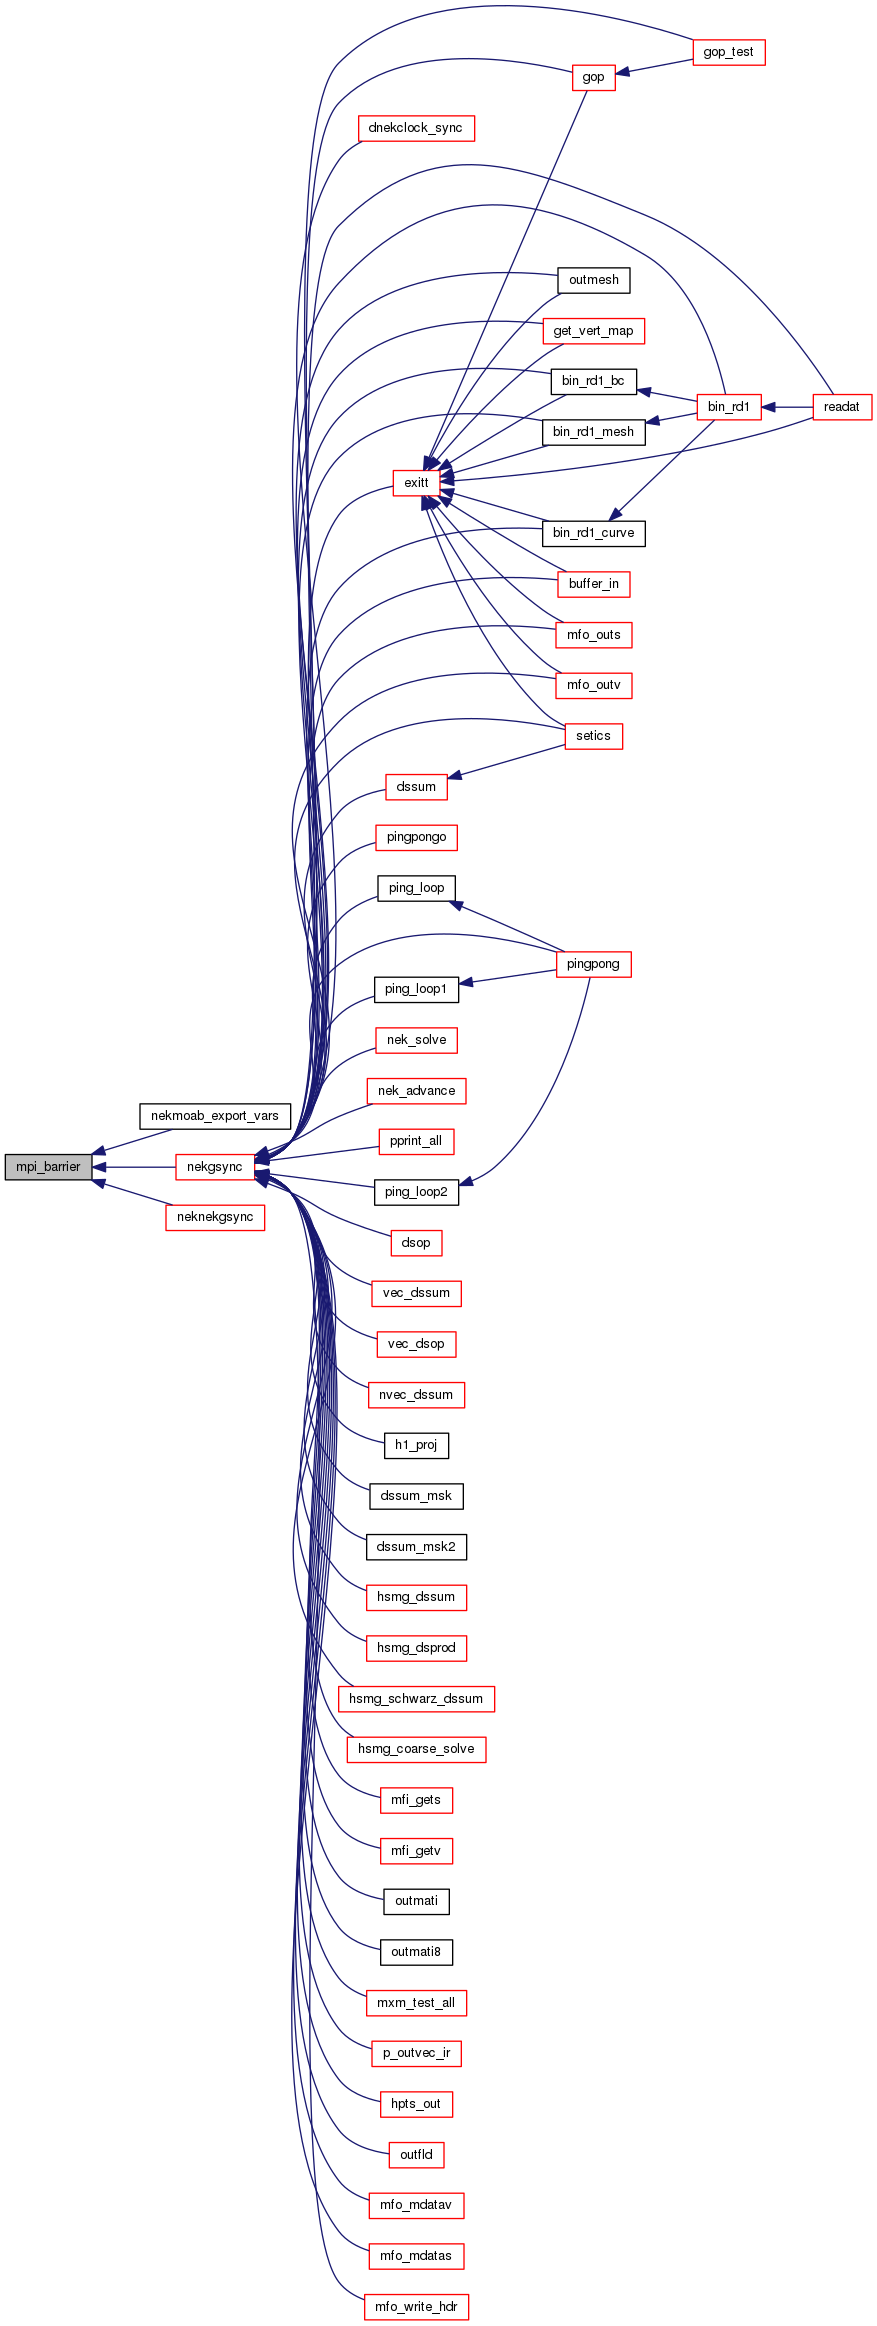 gop_test
gop
dnekclock_sync
outmesh
get_vert_map
bin_rd1_bc
bin_rd1
readat
bin_rd1_mesh
exitt
bin_rd1_curve
buffer_in
mfo_outs
mfo_outv
setics
dssum
pingpongo
ping_loop
pingpong
ping_loop1
nek_solve
nek_advance
nekmoab_export_vars
pprint_all
mpi_barrier
nekgsync
ping_loop2
neknekgsync
dsop
vec_dssum
vec_dsop
nvec_dssum
h1_proj
dssum_msk
dssum_msk2
hsmg_dssum
hsmg_dsprod
hsmg_schwarz_dssum
hsmg_coarse_solve
mfi_gets
mfi_getv
outmati
outmati8
mxm_test_all
p_outvec_ir
hpts_out
outfld
mfo_mdatav
mfo_mdatas
mfo_write_hdr